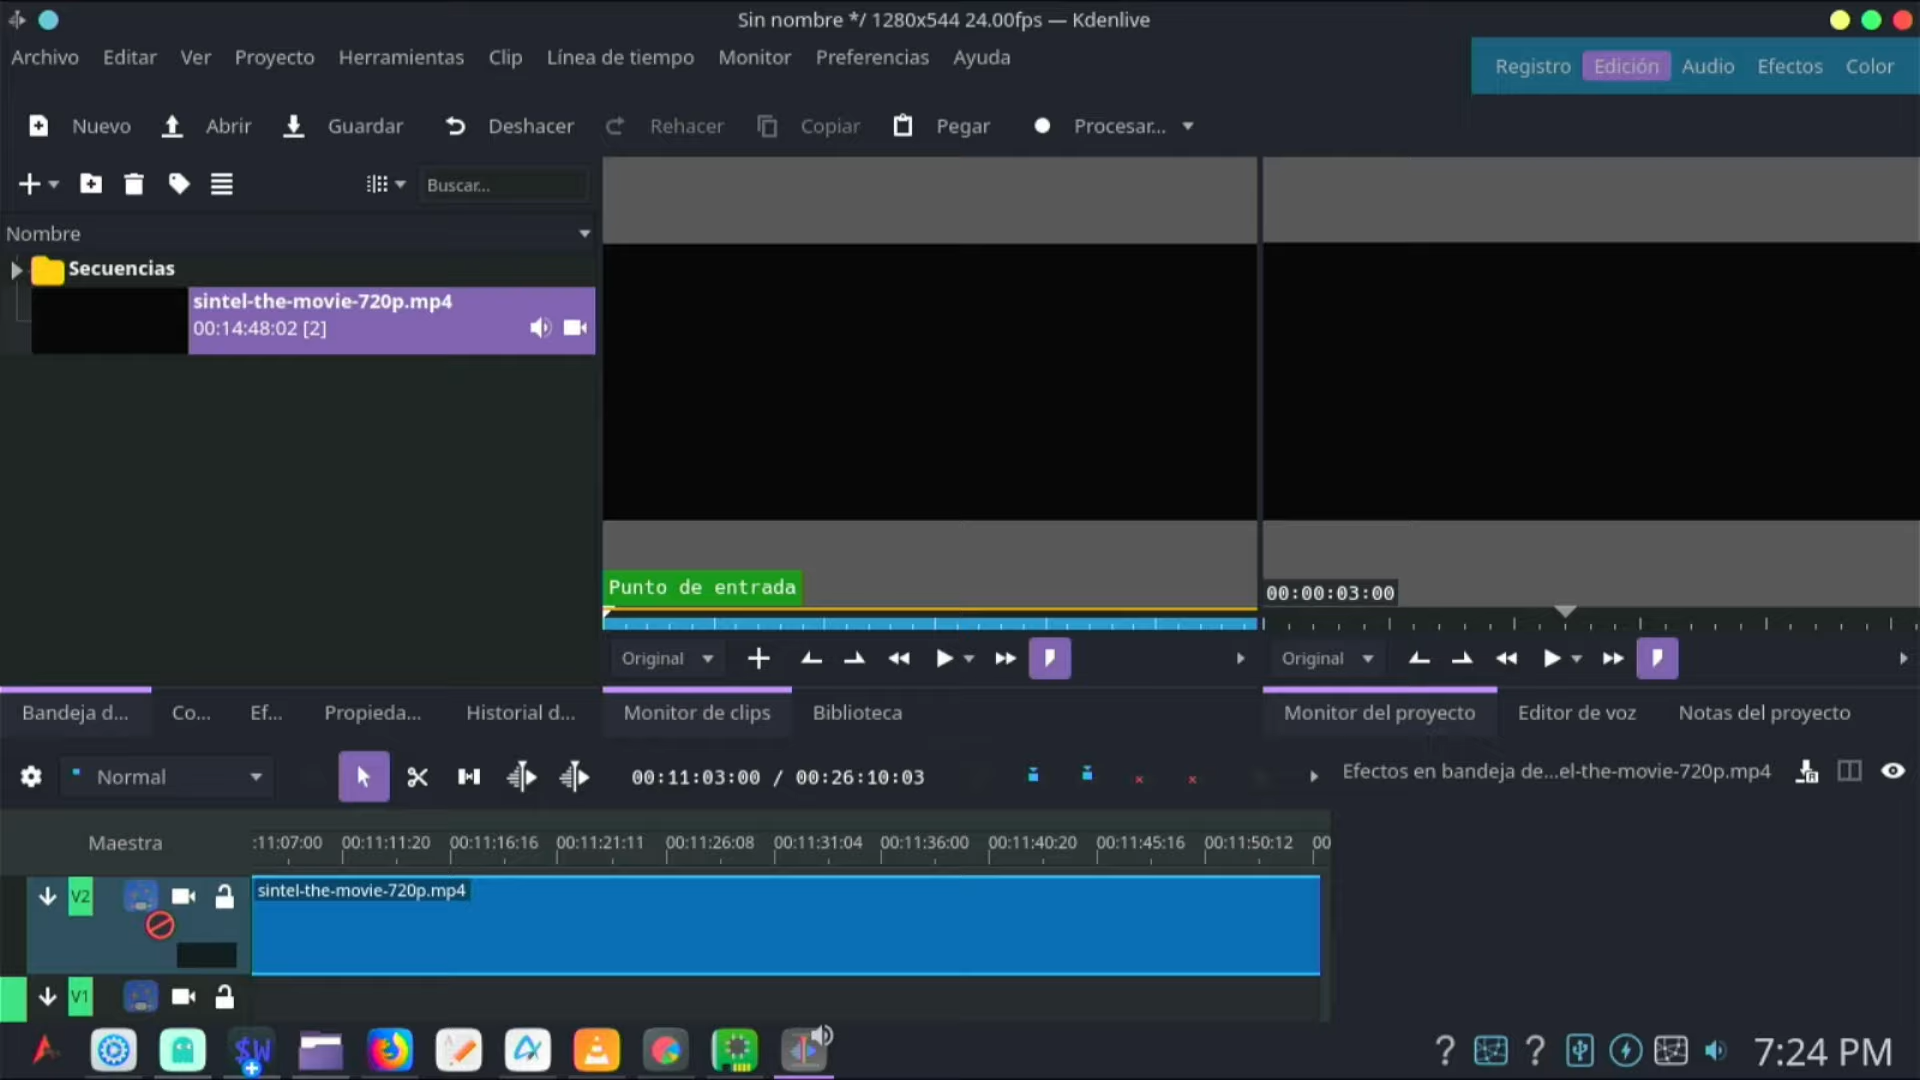 Sin nombre */ 1280x544 24.00fps — Kdenlive
Archivo Editar Ver Proyecto Herramientas Clip Línea de tiempo Monitor Preferencias Ayuda
Registro Edición Audio Efectos Color
Nuevo Abrir Guardar Deshacer Rehacer Copiar Pegar Procesar...
Buscar...
Nombre
Secuencias
sintel-the-movie-720p.mp4
00:14:48:02 [2]
Punto de entrada
00:00:03:00
Original
Original
Bandeja d... Co... Ef... Propieda... Historial d... Monitor de clips Biblioteca Monitor del proyecto Editor de voz Notas del proyecto
Normal 00:11:03:00 / 00:26:10:03 Efectos en bandeja de...el-the-movie-720p.mp4
Maestra :11:07:00 00:11:11:20 00:11:16:16 00:11:21:11 00:11:26:08 00:11:31:04 00:11:36:00 00:11:40:20 00:11:45:16 00:11:50:12 00
V2 sintel-the-movie-720p.mp4
V1
$W ? ? 7:24 PM